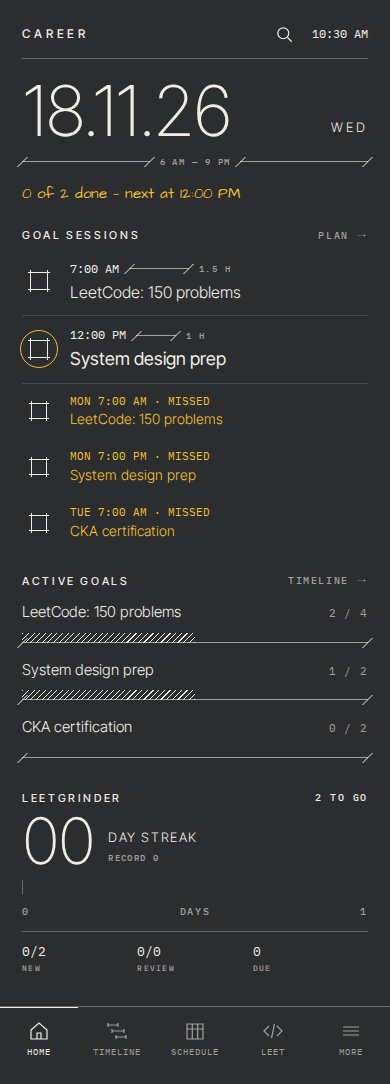 CAREER 10:30 AM
18.11.26 WED
6 AM — 9 PM
0 of 2 done – next at 12:00 PM
GOAL SESSIONS PLAN →
7:00 AM 1.5 H
LeetCode: 150 problems
12:00 PM 1 H
System design prep
MON 7:00 AM · MISSED
LeetCode: 150 problems
MON 7:00 PM · MISSED
System design prep
TUE 7:00 AM · MISSED
CKA certification
ACTIVE GOALS TIMELINE →
LeetCode: 150 problems 2 / 4
System design prep 1 / 2
CKA certification 0 / 2
LEETGRINDER 2 TO GO
00 DAY STREAK
RECORD 0
0 DAYS 1
0/2 0/0 0
NEW REVIEW DUE
HOME TIMELINE SCHEDULE LEET MORE